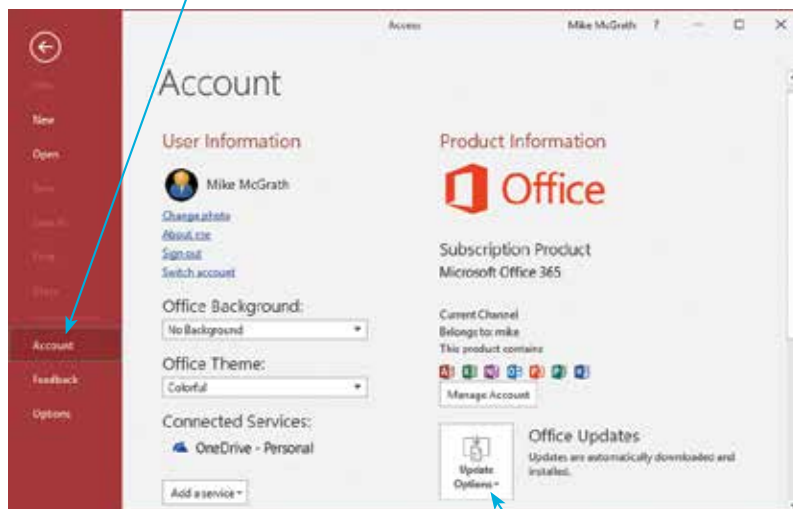 Access
Mike McGrath ?
Account
New
Open
Account
Feedback
Options
User Information
Mike McGrath
Change photo
About me
Sign out
Switch account
Office Background:
No Background
Office Theme:
Colorful
Connected Services:
OneDrive - Personal
Add a service
Product Information
Office
Subscription Product
Microsoft Office 365
Current Channel
Belongs to: mike
This product contains
Manage Account
Update
Options
Office Updates
Updates are automatically downloaded and
installed.